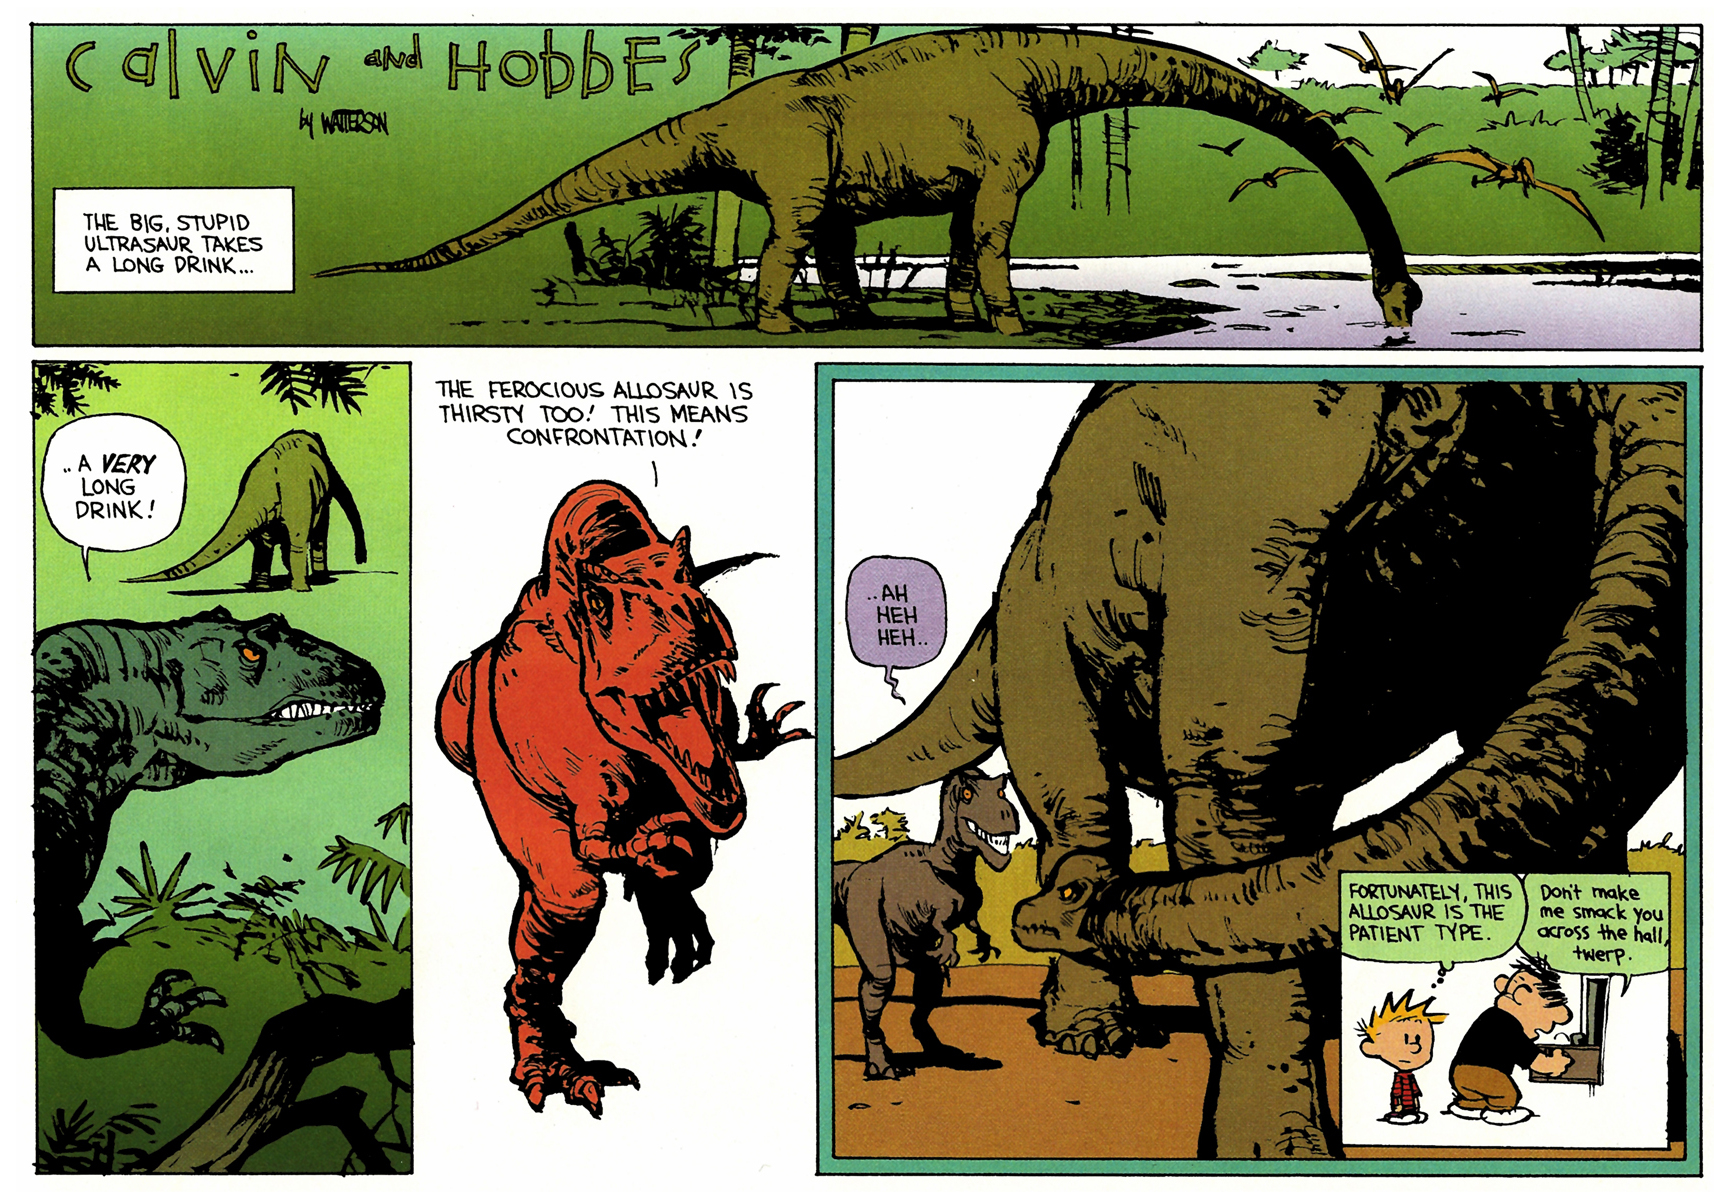 Calvin and Hobbes
by Watterson
THE BIG, STUPID
ULTRASAUR TAKES
A LONG DRINK...
..A VERY
LONG
DRINK!
THE FEROCIOUS ALLOSAUR IS
THIRSTY TOO! THIS MEANS
CONFRONTATION!
..AH
HEH
HEH..
FORTUNATELY, THIS
ALLOSAUR IS THE
PATIENT TYPE.
Don't make
me smack you
across the hall,
twerp.